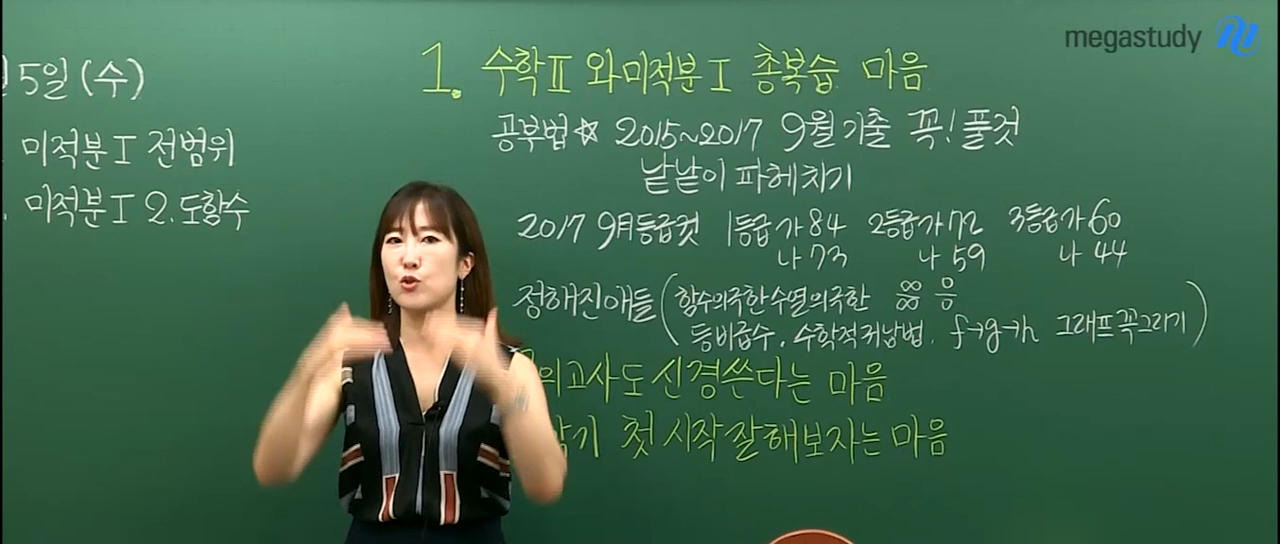 megastudy
5일 (수)
미적분Ⅰ 전범위
미적분Ⅰ 2. 도함수
1. 수학Ⅱ 와 미적분Ⅰ 총복습 마음
공부법☆ 2015~2017 9월 기출 꼭! 풀것
낱낱이 파헤치기
2017 9月 등급컷 1등급 가 84 2등급 가 72 3등급 가 60
나 73 나 59 나 44
정해진애들 (함수의극한 수열의극한 ∞/∞ 0/0
등비급수. 수학적귀납법. f→g→h 그래프 꼭그리기)
모의고사도 신경쓴다는 마음
첫 시작 잘해보자는 마음